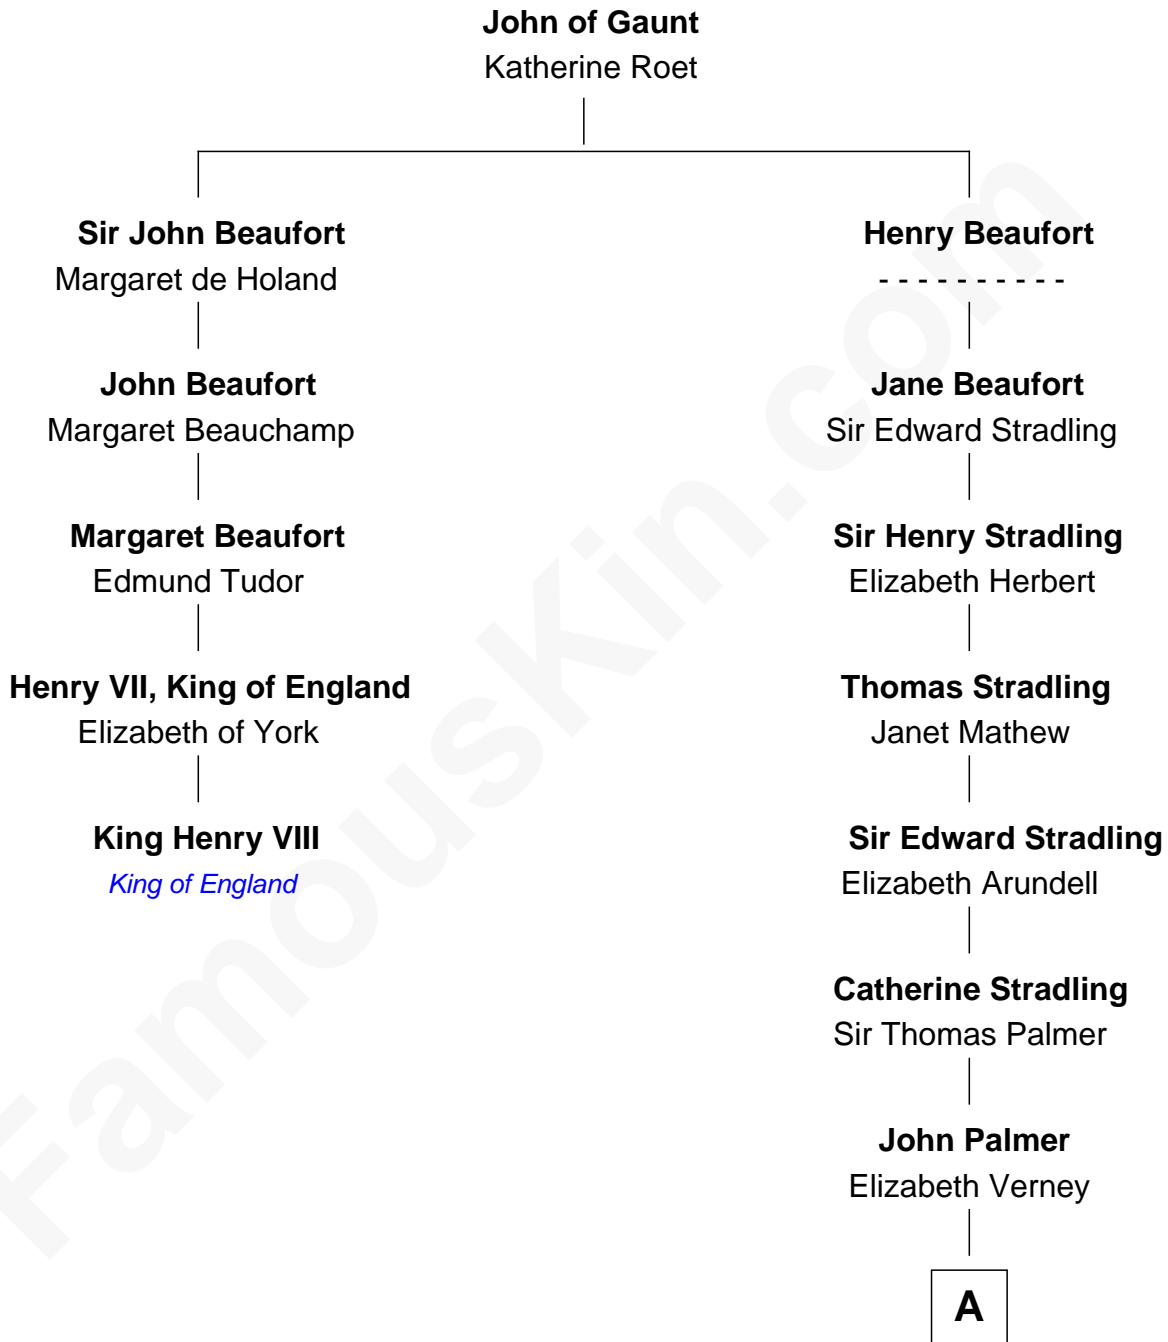 John of Gaunt
Katherine Roet
Sir John Beaufort
Margaret de Holand
John Beaufort
Margaret Beauchamp
Margaret Beaufort
Edmund Tudor
Henry VII, King of England
Elizabeth of York
King Henry VIII
King of England
Henry Beaufort
- - - - - - - - - -
Jane Beaufort
Sir Edward Stradling
Sir Henry Stradling
Elizabeth Herbert
Thomas Stradling
Janet Mathew
Sir Edward Stradling
Elizabeth Arundell
Catherine Stradling
Sir Thomas Palmer
John Palmer
Elizabeth Verney
A
FamousKin.com